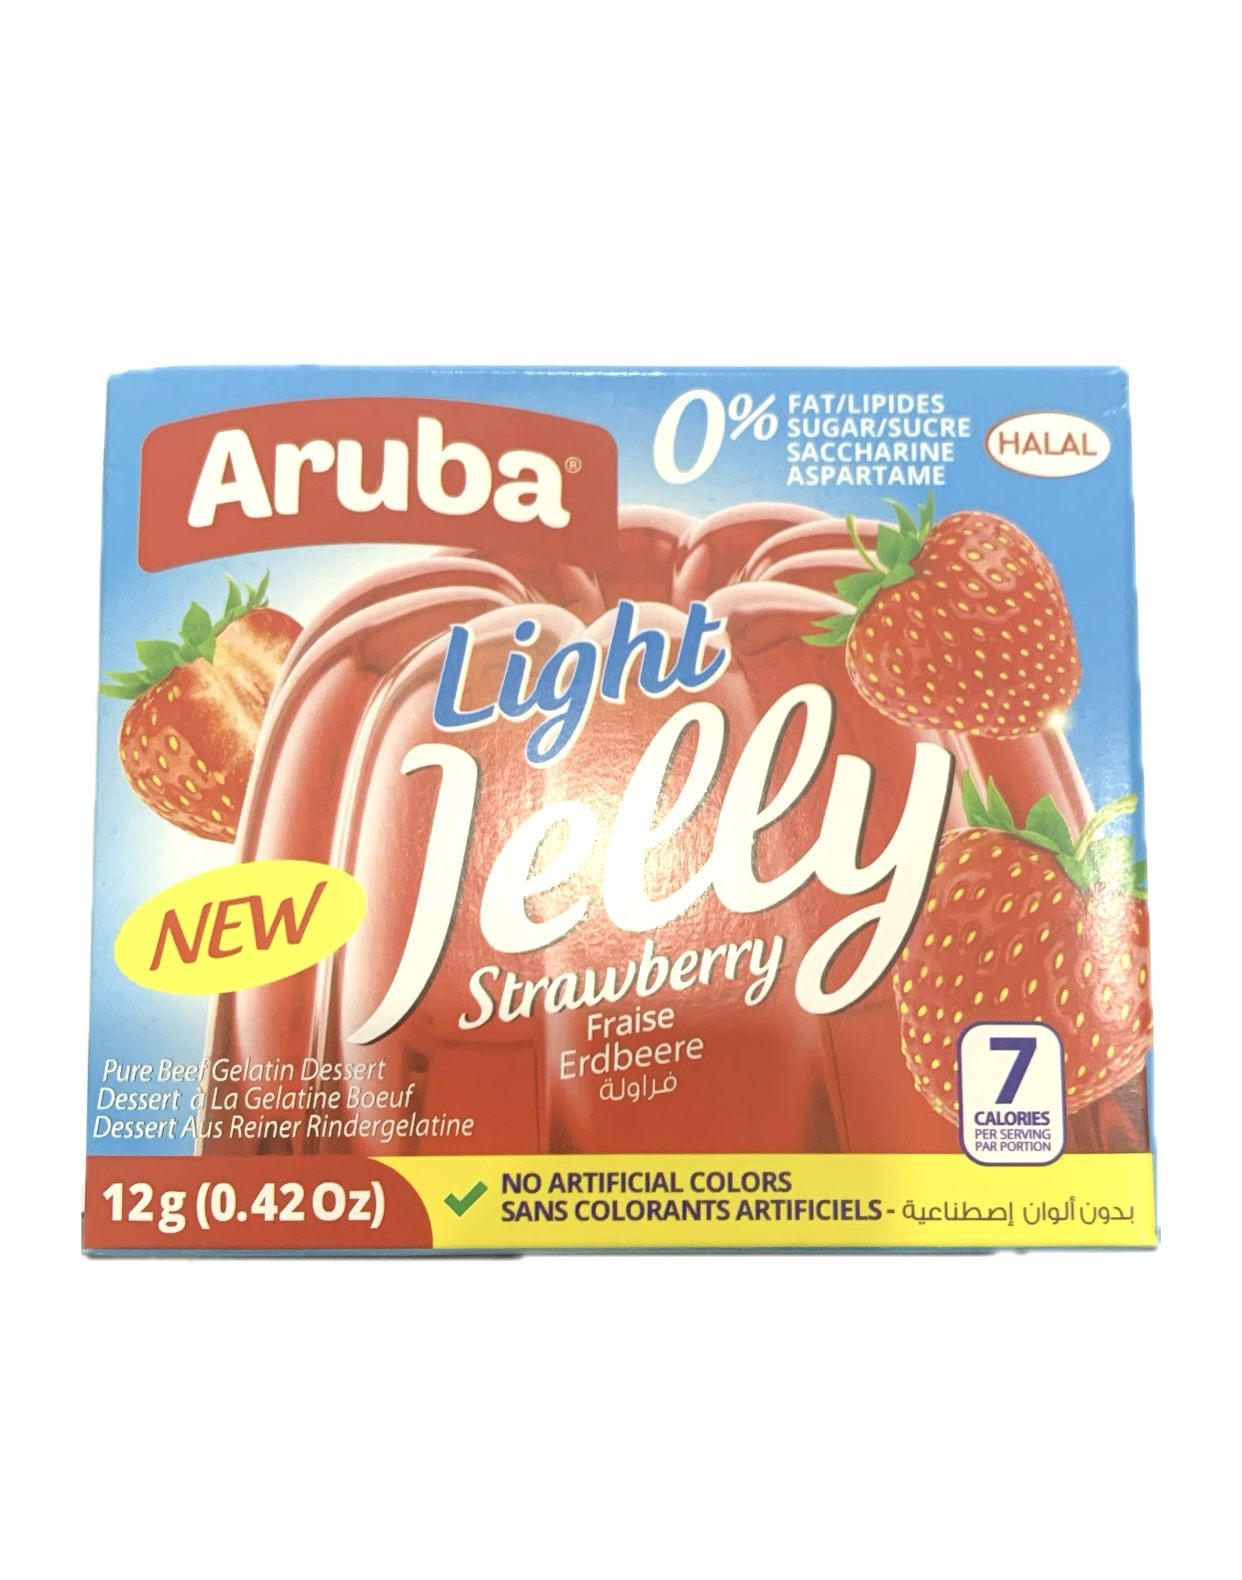 Aruba®
0% FAT/LIPIDES
SUGAR/SUCRE
SACCHARINE
ASPARTAME
HALAL
Light
Jelly
NEW
Strawberry
Fraise
Erdbeere
فراولة
Pure Beef Gelatin Dessert
Dessert à La Gelatine Boeuf
Dessert Aus Reiner Rindergelatine
7
CALORIES
PER SERVING
PAR PORTION
12g (0.42 Oz)
NO ARTIFICIAL COLORS
SANS COLORANTS ARTIFICIELS - بدون ألوان إصطناعية